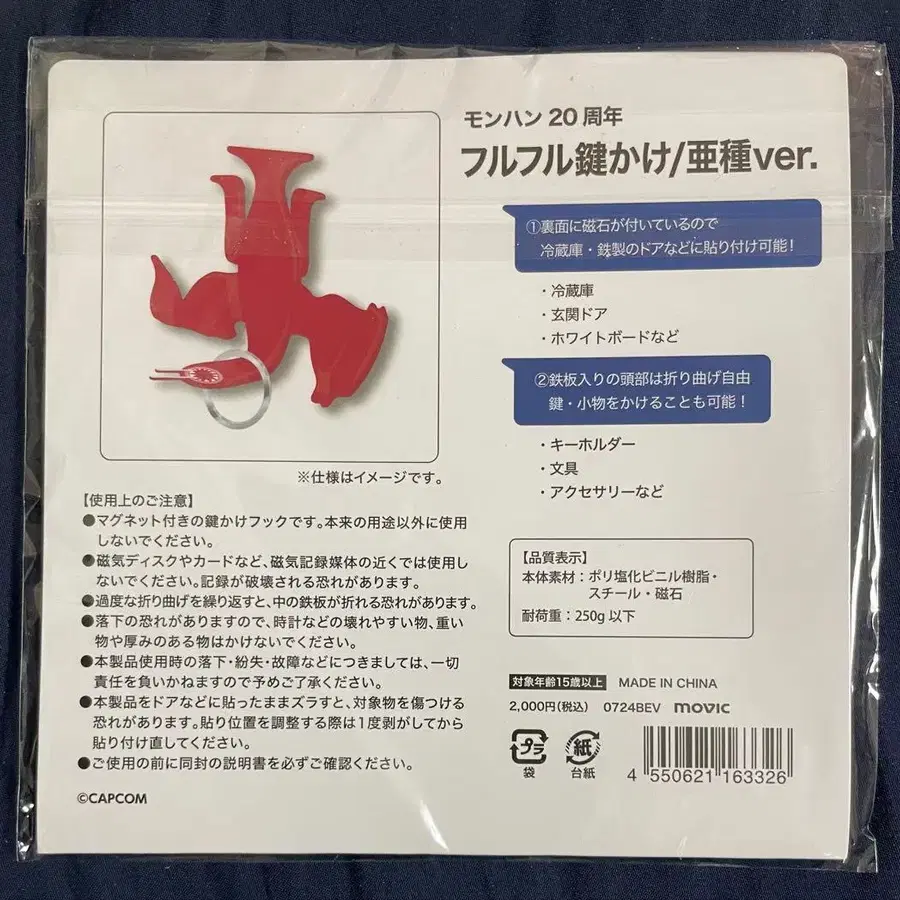 モンハン 20 周年
フルフル鍵かけ/亜種ver.
①裏面に磁石が付いているので
冷蔵庫・鉄製のドアなどに貼り付け可能!
・冷蔵庫
・玄関ドア
・ホワイトボードなど
②鉄板入りの頭部は折り曲げ自由
鍵・小物をかけることも可能!
・キーホルダー
・文具
・アクセサリーなど
※仕様はイメージです。
【使用上のご注意】
●マグネット付きの鍵かけフックです。本来の用途以外に使用
しないでください。
●磁気ディスクやカードなど、磁気記録媒体の近くでは使用し
ないでください。記録が破壊される恐れがあります。
●過度な折り曲げを繰り返すと、中の鉄板が折れる恐れがあります。
●落下の恐れがありますので、時計などの壊れやすい物、重い
物や厚みのある物はかけないでください。
●本製品使用時の落下・紛失・故障などにつきましては、一切
責任を負いかねますので予めご了承ください。
●本製品をドアなどに貼ったままズラすと、対象物を傷つける
恐れがあります。貼り位置を調整する際は1度剥がしてから
貼り付け直してください。
●ご使用の前に同封の説明書を必ずご確認ください。
©CAPCOM
【品質表示】
本体素材:ポリ塩化ビニル樹脂・
スチール・磁石
耐荷重:250g 以下
対象年齢15歳以上 MADE IN CHINA
2,000円(税込) 0724BEV movic
プラ
袋
紙
台紙
4 550621 163326